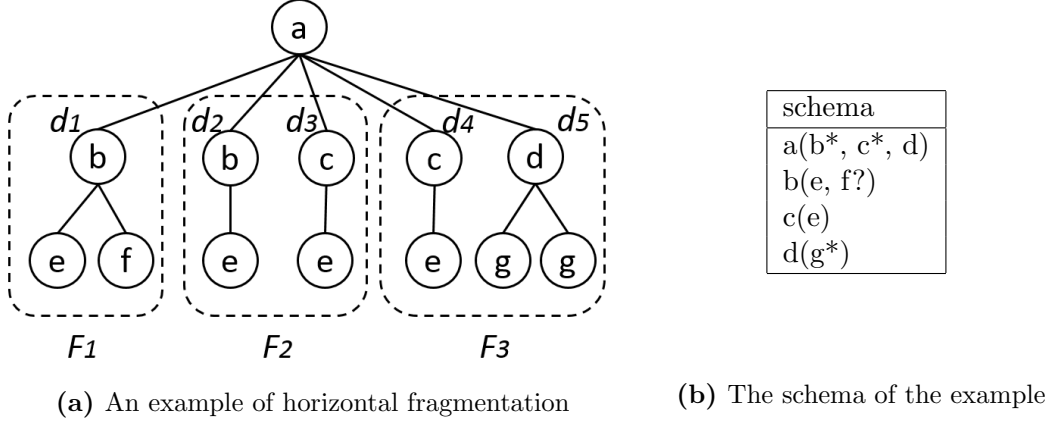 a
d1 d2 d3 d4 d5
b b c c d
e f e e e g g
F1 F2 F3
(a) An example of horizontal fragmentation
schema
a(b*, c*, d)
b(e, f?)
c(e)
d(g*)
(b) The schema of the example